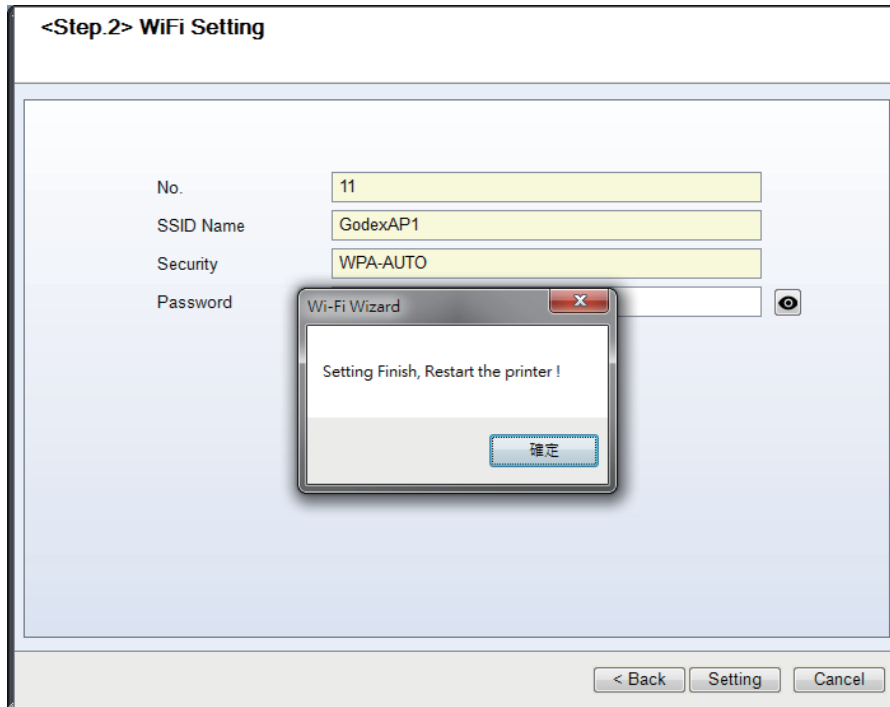 <Step.2> WiFi Setting
No. 11
SSID Name GodexAP1
Security WPA-AUTO
Password
Wi-Fi Wizard
Setting Finish, Restart the printer !
確定
< Back Setting Cancel